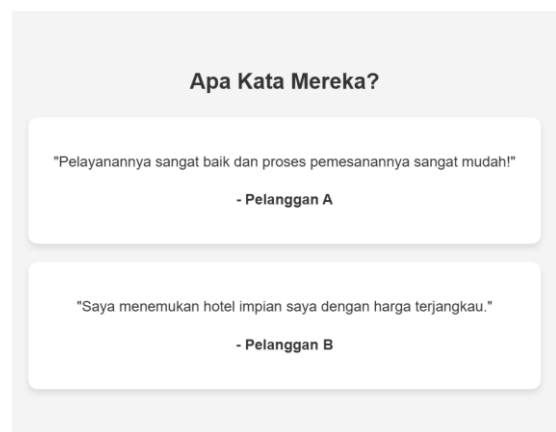 Apa Kata Mereka?
"Pelayanannya sangat baik dan proses pemesanannya sangat mudah!"
- Pelanggan A
"Saya menemukan hotel impian saya dengan harga terjangkau."
- Pelanggan B